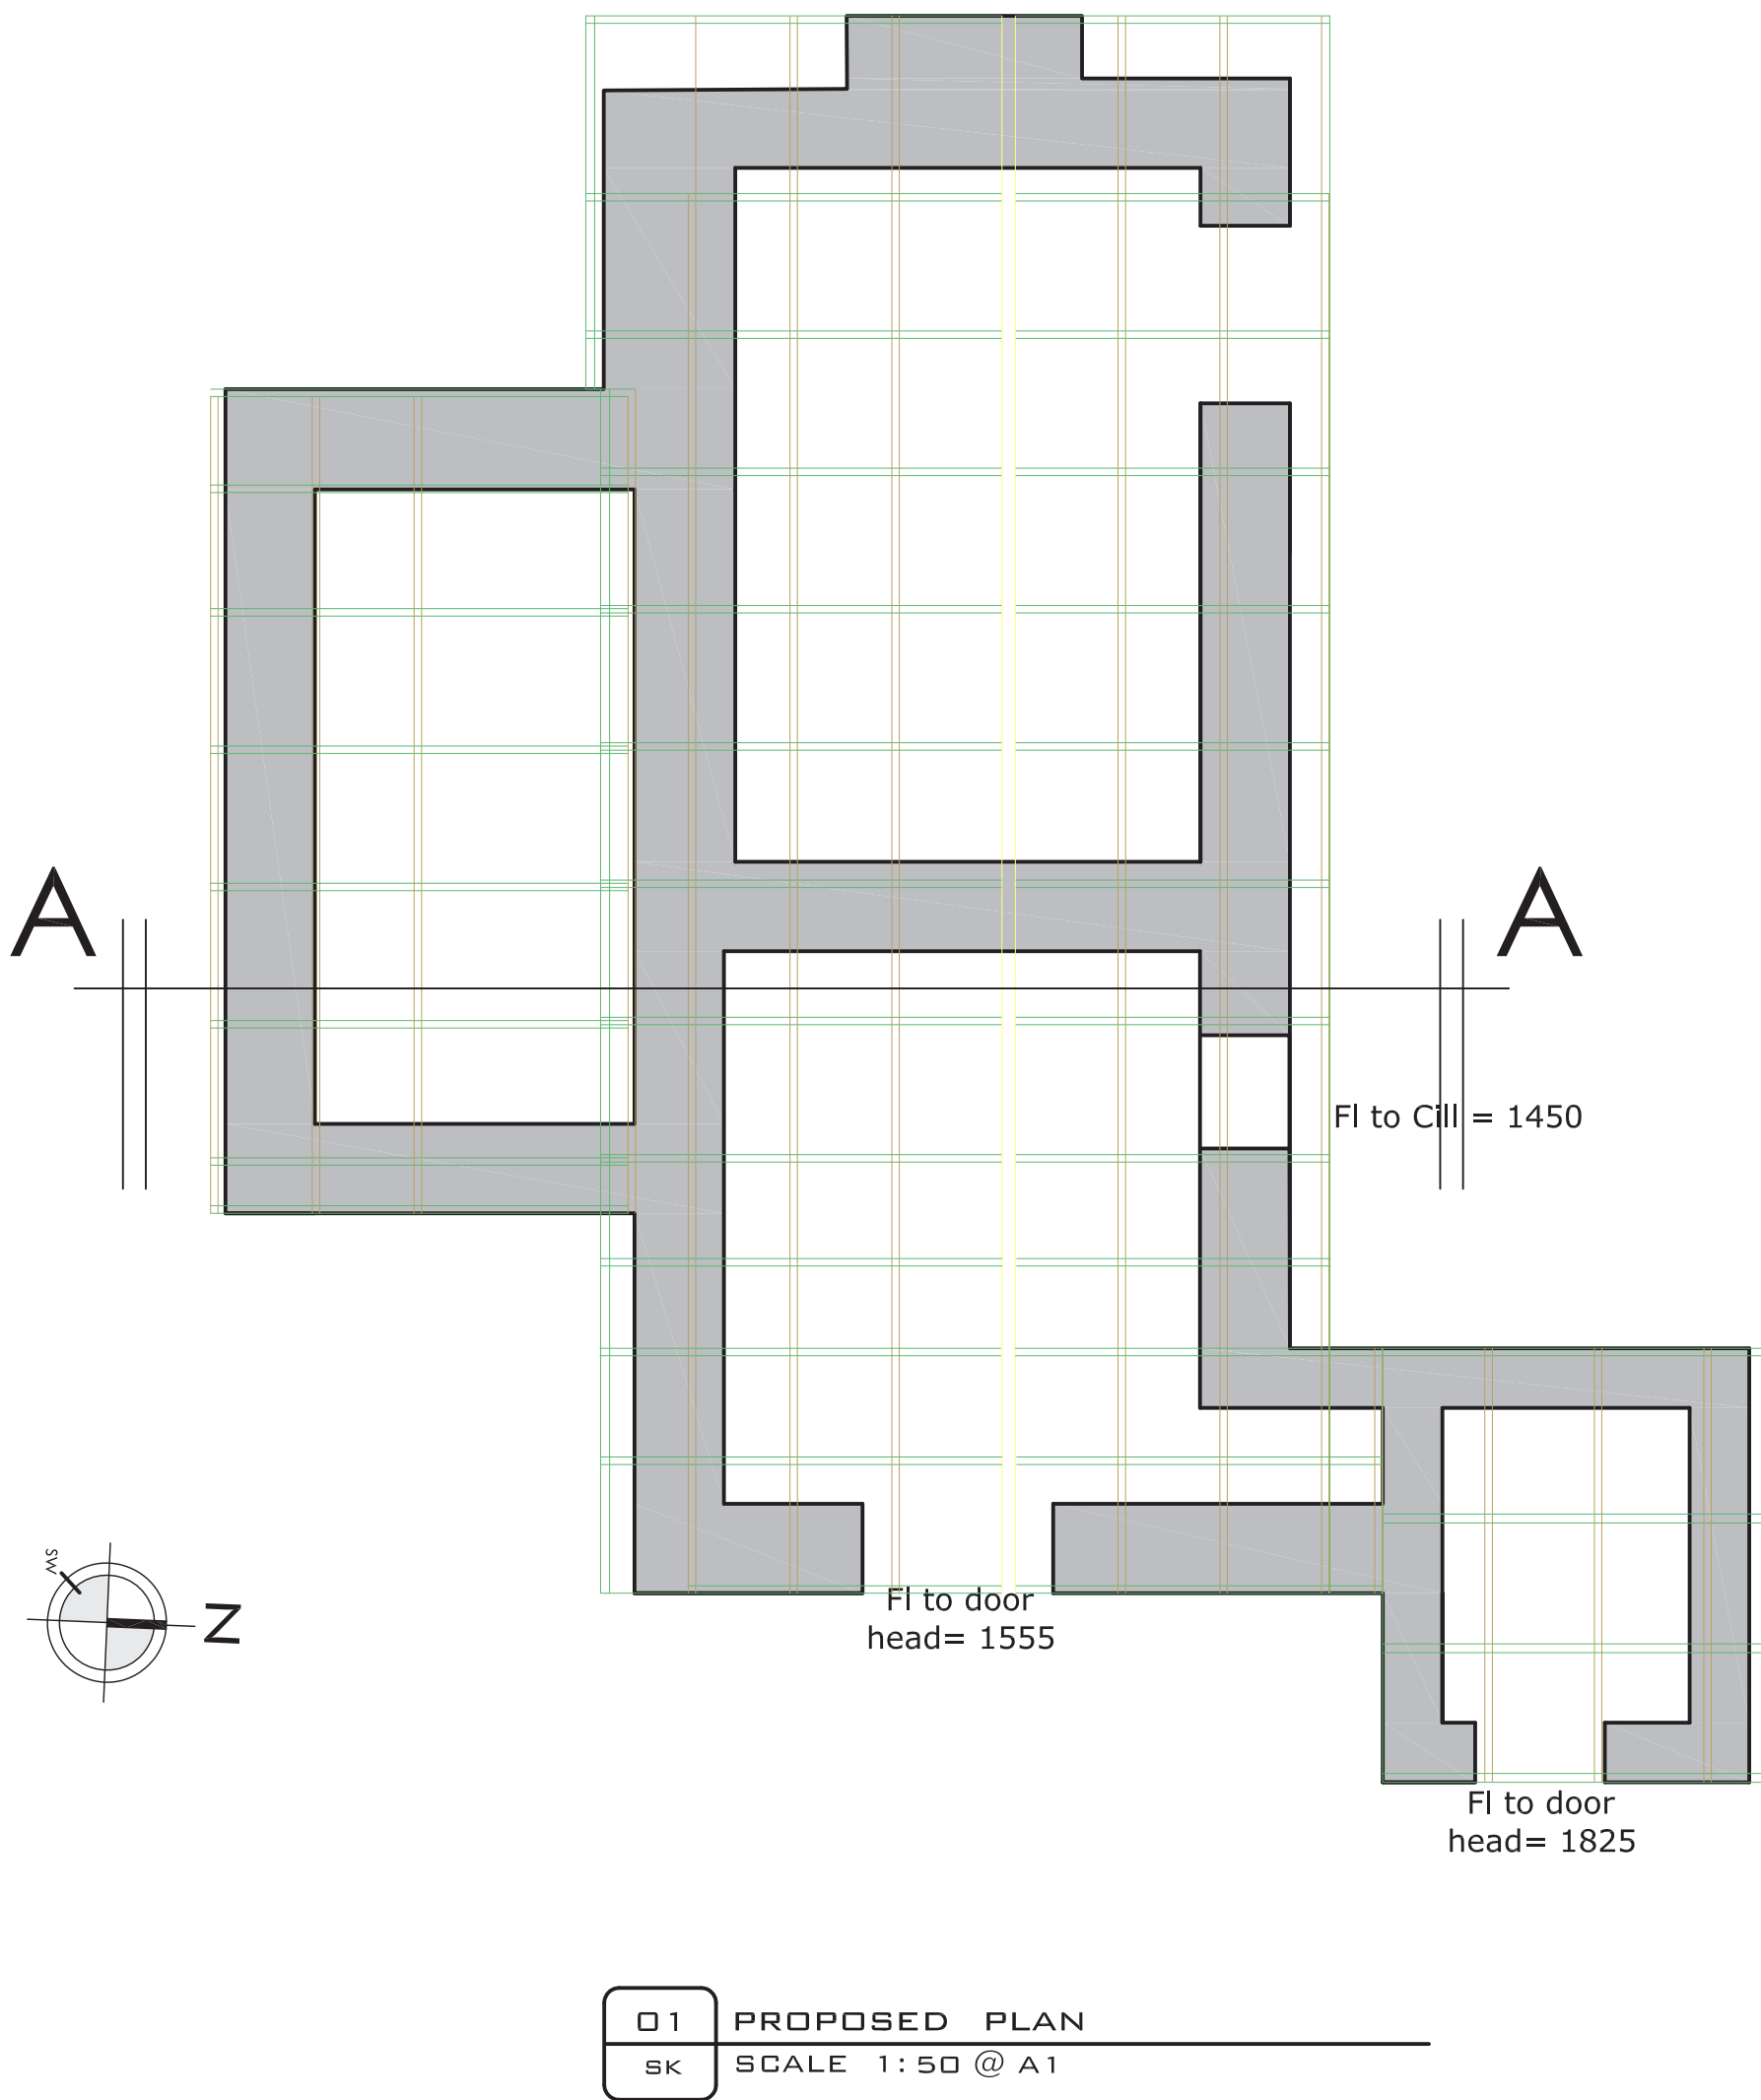 A A
Fl to Cill = 1450
SW
Z
Fl to door
head= 1555
Fl to door
head= 1825
01 PROPOSED PLAN
SK SCALE 1:50 @ A1